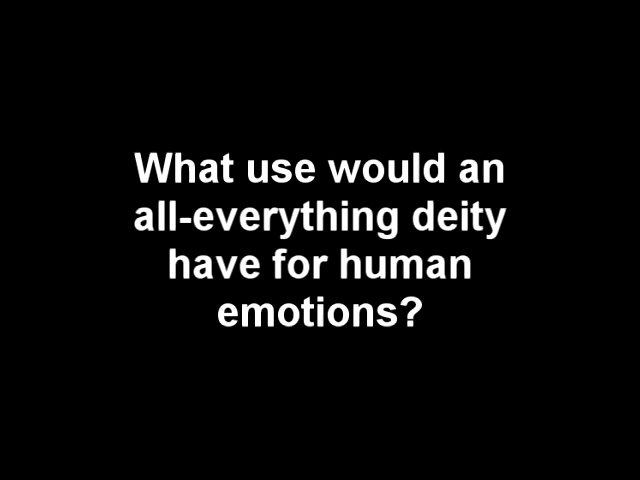 What use would an
all-everything deity
have for human
emotions?